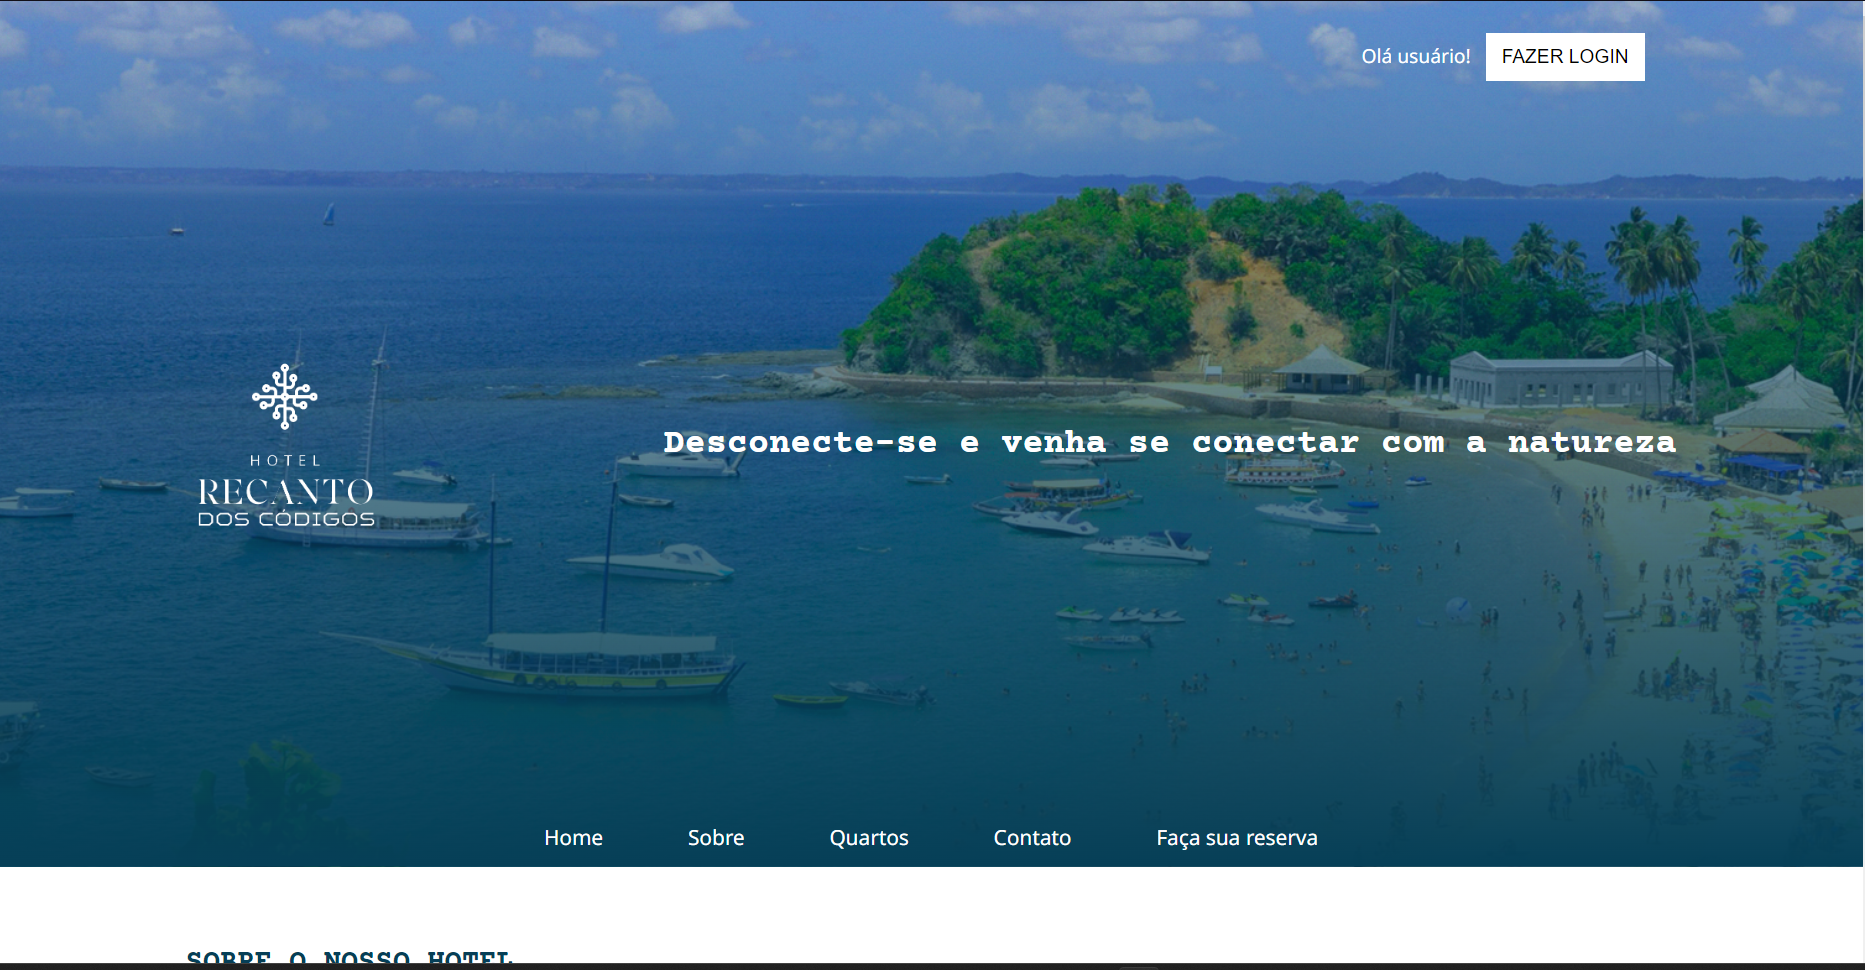 Olá usuário! FAZER LOGIN
HOTEL
RECANTO
DOS CÓDIGOS
Desconecte-se e venha se conectar com a natureza
Home Sobre Quartos Contato Faça sua reserva
SOBRE O NOSSO HOTEL